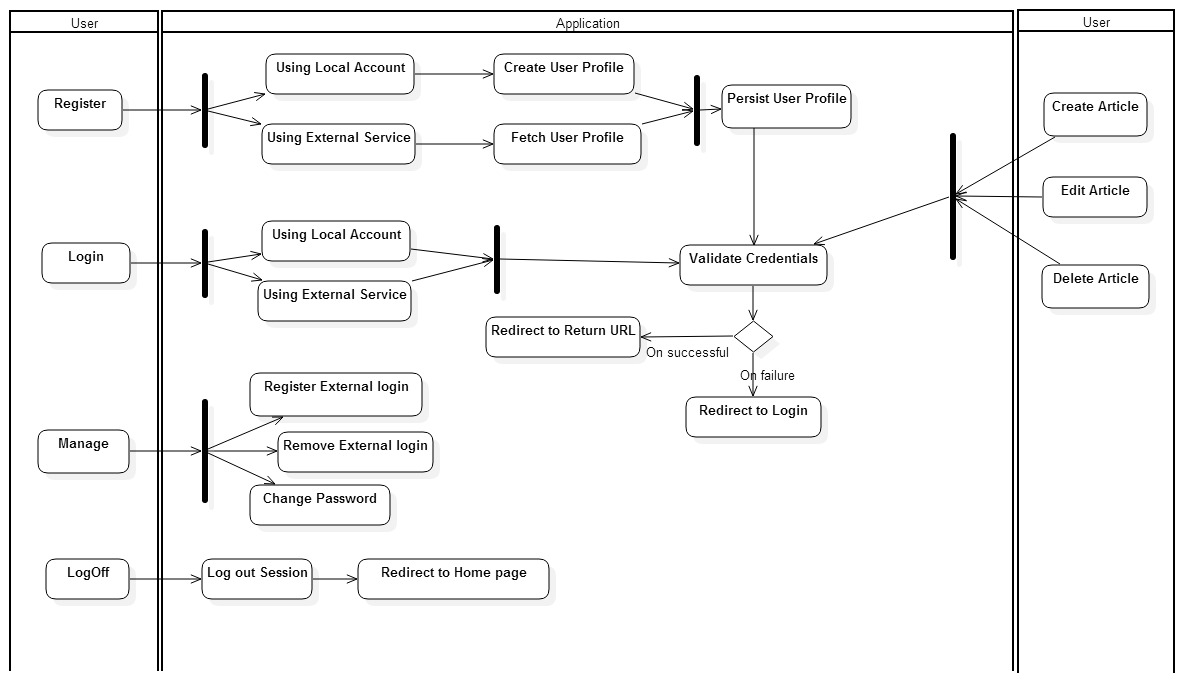 User
Application
User
Register
Using Local Account
Create User Profile
Using External Service
Fetch User Profile
Persist User Profile
Create Article
Edit Article
Delete Article
Login
Using Local Account
Using External Service
Validate Credentials
Redirect to Return URL
On successful
On failure
Redirect to Login
Manage
Register External login
Remove External login
Change Password
LogOff
Log out Session
Redirect to Home page